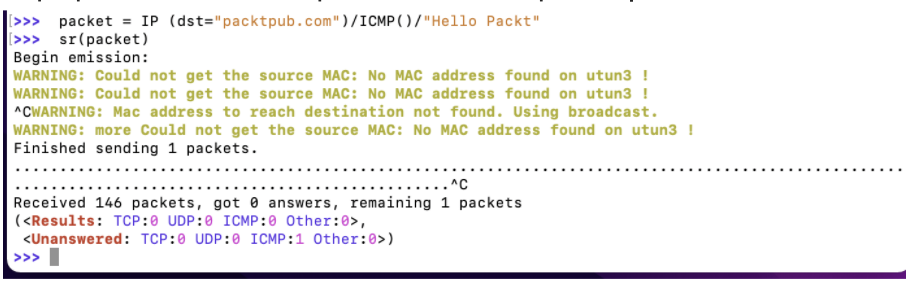 [>>>  packet = IP (dst="packtpub.com")/ICMP()/"Hello Packt"
[>>>  sr(packet)
Begin emission:
WARNING: Could not get the source MAC: No MAC address found on utun3 !
WARNING: Could not get the source MAC: No MAC address found on utun3 !
^CWARNING: Mac address to reach destination not found. Using broadcast.
WARNING: more Could not get the source MAC: No MAC address found on utun3 !
Finished sending 1 packets.
..................................................................................................
................................................^C
Received 146 packets, got 0 answers, remaining 1 packets
(<Results: TCP:0 UDP:0 ICMP:0 Other:0>,
 <Unanswered: TCP:0 UDP:0 ICMP:1 Other:0>)
>>>